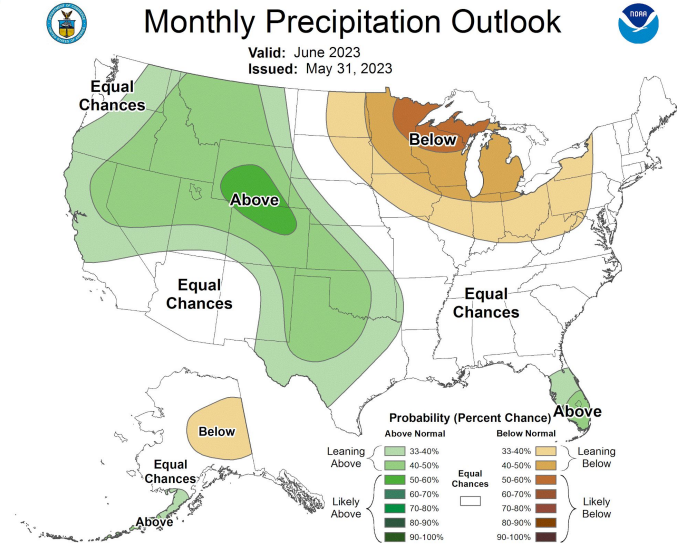 Monthly Precipitation Outlook
NOAA
Valid: June 2023
Issued: May 31, 2023
Equal
Chances
Below
Above
Equal
Chances
Equal
Chances
Above
Below
Equal
Chances
Above
Probability (Percent Chance)
Above Normal
Below Normal
Leaning
Above
33-40%
40-50%
Likely
Above
50-60%
60-70%
70-80%
80-90%
90-100%
Equal
Chances
33-40%
40-50%
Leaning
Below
50-60%
60-70%
70-80%
80-90%
90-100%
Likely
Below